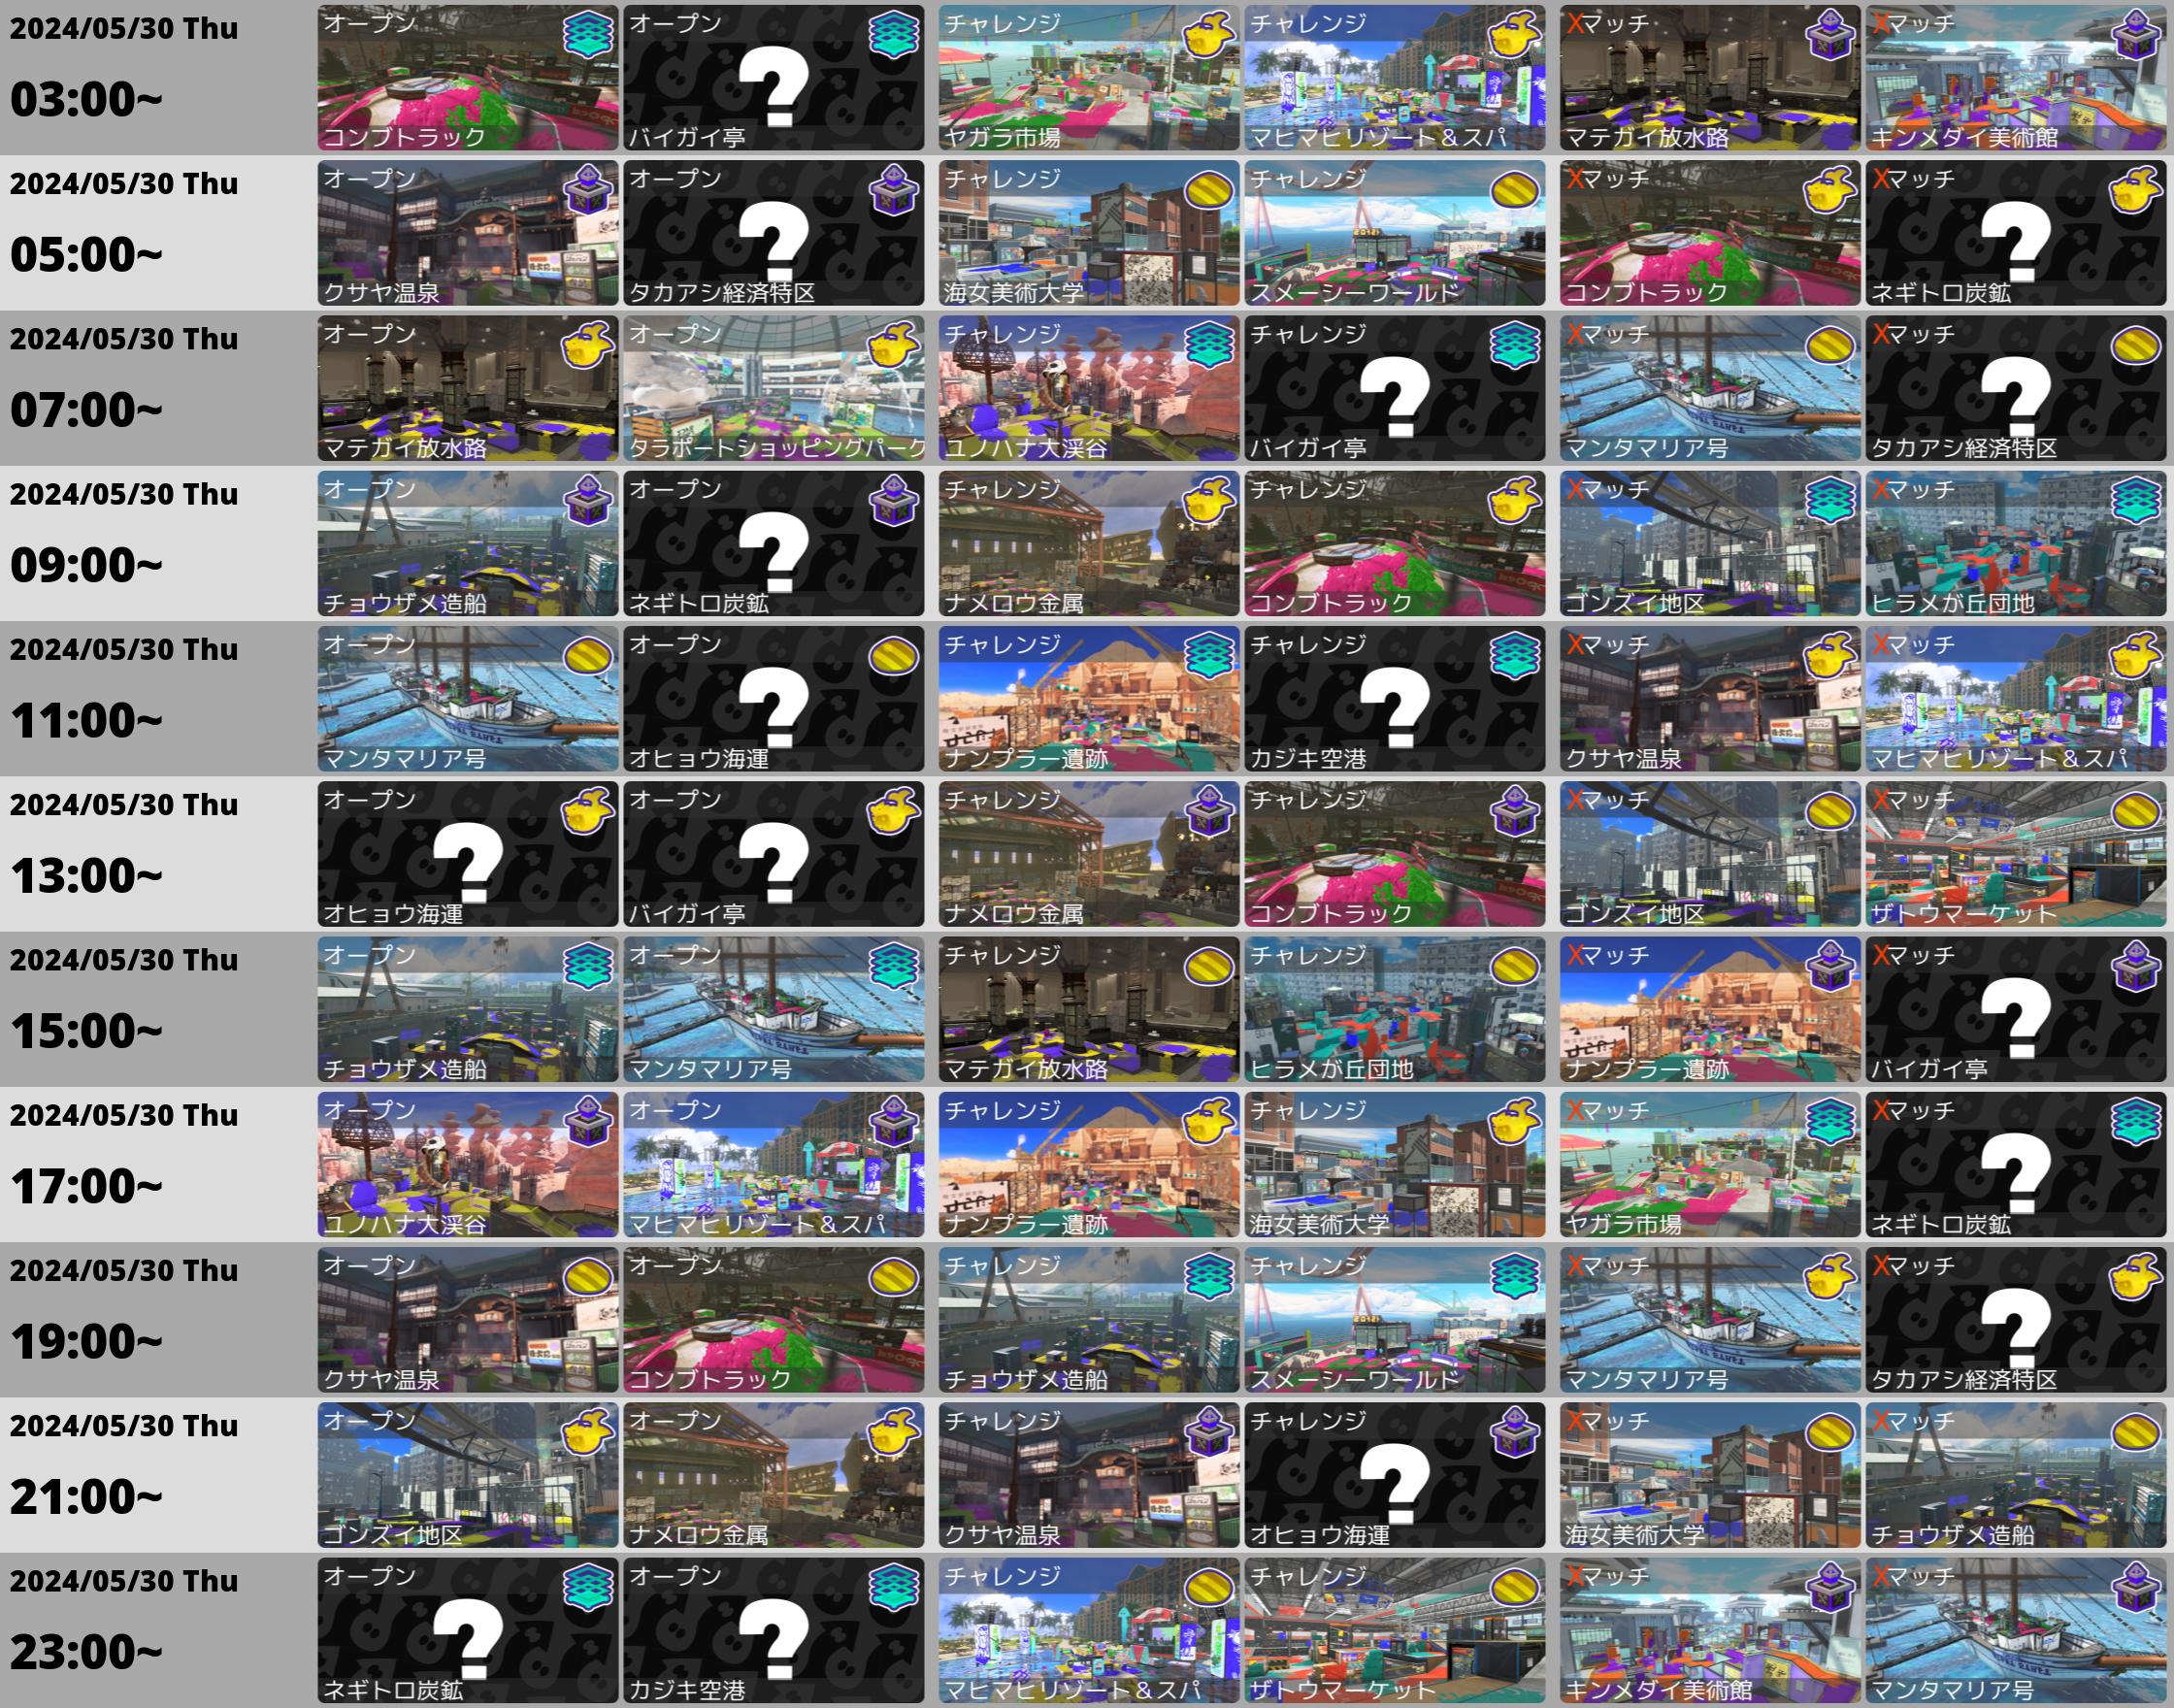 2024/05/30 Thu
03:00~
オープン
コンブトラック
オープン
?
バイガイ亭
チャレンジ
ヤガラ市場
チャレンジ
マヒマヒリゾート&スパ
Xマッチ
マテガイ放水路
Xマッチ
キンメダイ美術館
2024/05/30 Thu
05:00~
オープン
クサヤ温泉
オープン
?
タカアシ経済特区
チャレンジ
海女美術大学
チャレンジ
スメーシーワールド
Xマッチ
コンブトラック
Xマッチ
?
ネギトロ炭鉱
2024/05/30 Thu
07:00~
オープン
マテガイ放水路
オープン
タラポートショッピングパーク
チャレンジ
ユノハナ大渓谷
チャレンジ
?
バイガイ亭
Xマッチ
マンタマリア号
Xマッチ
?
タカアシ経済特区
2024/05/30 Thu
09:00~
オープン
チョウザメ造船
オープン
?
ネギトロ炭鉱
チャレンジ
ナメロウ金属
チャレンジ
コンブトラック
Xマッチ
ゴンズイ地区
Xマッチ
ヒラメが丘団地
2024/05/30 Thu
11:00~
オープン
マンタマリア号
オープン
?
オヒョウ海運
チャレンジ
ナンプラー遺跡
チャレンジ
?
カジキ空港
Xマッチ
クサヤ温泉
Xマッチ
マヒマヒリゾート&スパ
2024/05/30 Thu
13:00~
オープン
?
オヒョウ海運
オープン
?
バイガイ亭
チャレンジ
ナメロウ金属
チャレンジ
コンブトラック
Xマッチ
ゴンズイ地区
Xマッチ
ザトウマーケット
2024/05/30 Thu
15:00~
オープン
チョウザメ造船
オープン
マンタマリア号
チャレンジ
マテガイ放水路
チャレンジ
ヒラメが丘団地
Xマッチ
ナンプラー遺跡
Xマッチ
?
バイガイ亭
2024/05/30 Thu
17:00~
オープン
ユノハナ大渓谷
オープン
マヒマヒリゾート&スパ
チャレンジ
ナンプラー遺跡
チャレンジ
海女美術大学
Xマッチ
ヤガラ市場
Xマッチ
?
ネギトロ炭鉱
2024/05/30 Thu
19:00~
オープン
クサヤ温泉
オープン
コンブトラック
チャレンジ
チョウザメ造船
チャレンジ
スメーシーワールド
Xマッチ
マンタマリア号
Xマッチ
?
タカアシ経済特区
2024/05/30 Thu
21:00~
オープン
ゴンズイ地区
オープン
ナメロウ金属
チャレンジ
クサヤ温泉
チャレンジ
?
オヒョウ海運
Xマッチ
海女美術大学
Xマッチ
チョウザメ造船
2024/05/30 Thu
23:00~
オープン
?
ネギトロ炭鉱
オープン
?
カジキ空港
チャレンジ
マヒマヒリゾート&スパ
チャレンジ
ザトウマーケット
Xマッチ
キンメダイ美術館
Xマッチ
マンタマリア号